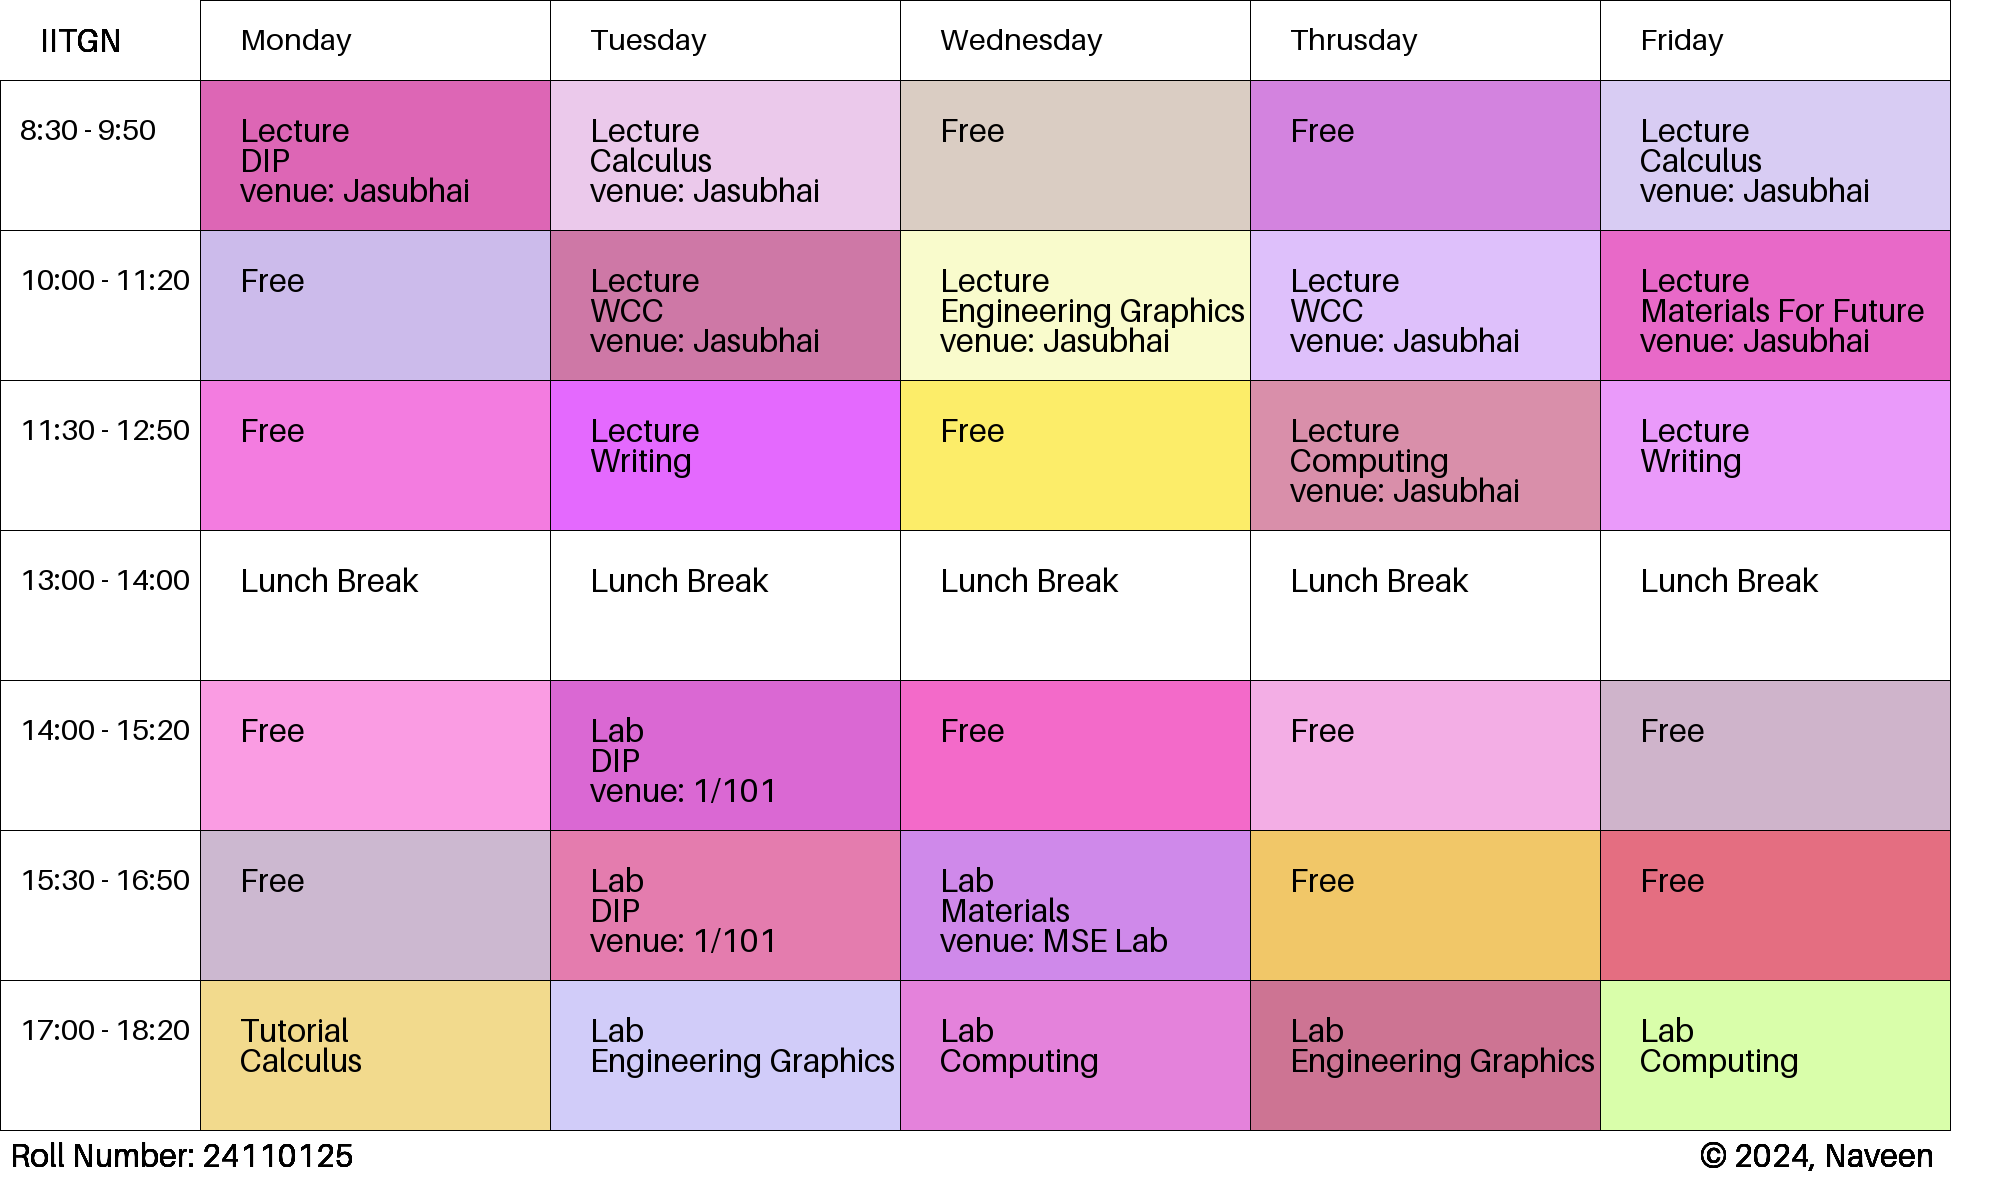 IITGN
Monday
Tuesday
Wednesday
Thrusday
Friday
8:30 - 9:50
Lecture
DIP
venue: Jasubhai
Lecture
Calculus
venue: Jasubhai
Free
Free
Lecture
Calculus
venue: Jasubhai
10:00 - 11:20
Free
Lecture
WCC
venue: Jasubhai
Lecture
Engineering Graphics
venue: Jasubhai
Lecture
WCC
venue: Jasubhai
Lecture
Materials For Future
venue: Jasubhai
11:30 - 12:50
Free
Lecture
Writing
Free
Lecture
Computing
venue: Jasubhai
Lecture
Writing
13:00 - 14:00
Lunch Break
Lunch Break
Lunch Break
Lunch Break
Lunch Break
14:00 - 15:20
Free
Lab
DIP
venue: 1/101
Free
Free
Free
15:30 - 16:50
Free
Lab
DIP
venue: 1/101
Lab
Materials
venue: MSE Lab
Free
Free
17:00 - 18:20
Tutorial
Calculus
Lab
Engineering Graphics
Lab
Computing
Lab
Engineering Graphics
Lab
Computing
Roll Number: 24110125
© 2024, Naveen